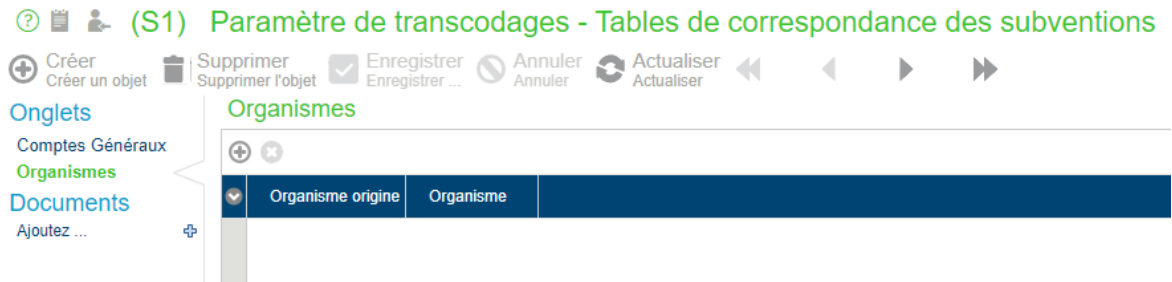 (S1) Paramètre de transcodages - Tables de correspondance des subventions
Créer Supprimer Enregistrer Annuler Actualiser
Créer un objet Supprimer l'objet Enregistrer ... Annuler Actualiser
Onglets Organismes
Comptes Généraux
Organismes
Documents
Organisme origine Organisme
Ajoutez ...